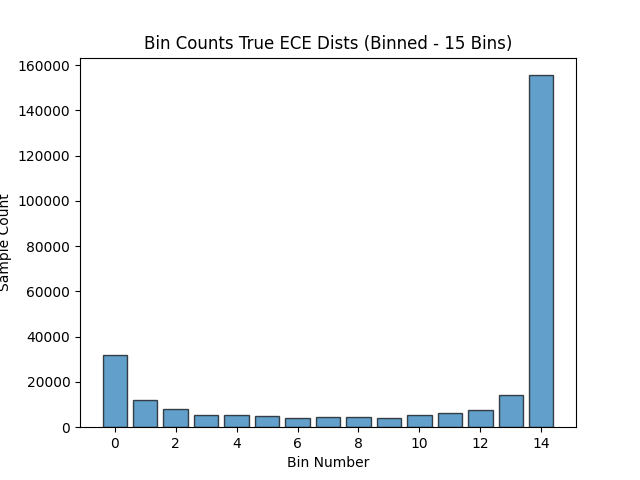 Bin Counts True ECE Dists (Binned - 15 Bins)
160000
140000
120000
100000
80000
60000
40000
20000
0
Sample Count
0 2 4 6 8 10 12 14
Bin Number